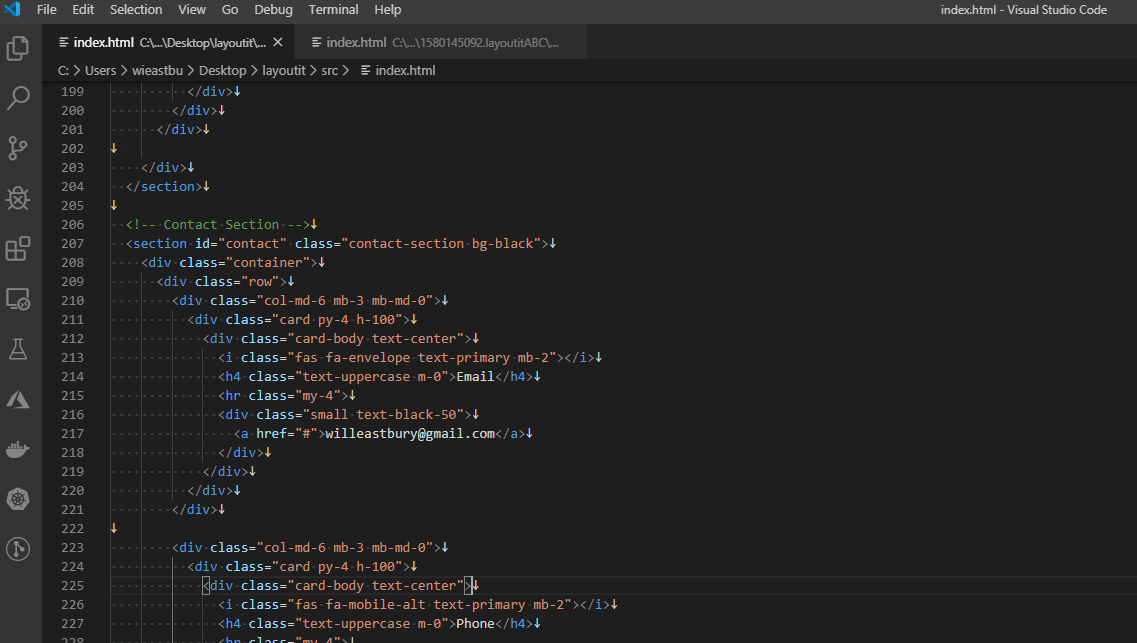 File Edit Selection View Go Debug Terminal Help index.html - Visual Studio Code
index.html C:\...\Desktop\layoutit\... × index.html C:\...\1580145092.layoutitABC\...
C: > Users > wieastbu > Desktop > layoutit > src > index.html
199 </div>↓
200 </div>↓
201 </div>↓
202 ↓
203 </div>↓
204 </section>↓
205 ↓
206 <!-- Contact Section -->↓
207 <section id="contact" class="contact-section bg-black">↓
208 <div class="container">↓
209 <div class="row">↓
210 <div class="col-md-6 mb-3 mb-md-0">↓
211 <div class="card py-4 h-100">↓
212 <div class="card-body text-center">↓
213 <i class="fas fa-envelope text-primary mb-2"></i>↓
214 <h4 class="text-uppercase m-0">Email</h4>↓
215 <hr class="my-4">↓
216 <div class="small text-black-50">↓
217 <a href="#">willeastbury@gmail.com</a>↓
218 </div>↓
219 </div>↓
220 </div>↓
221 </div>↓
222 ↓
223 <div class="col-md-6 mb-3 mb-md-0">↓
224 <div class="card py-4 h-100">↓
225 <div class="card-body text-center">↓
226 <i class="fas fa-mobile-alt text-primary mb-2"></i>↓
227 <h4 class="text-uppercase m-0">Phone</h4>↓
228 <hr class="my-4">↓